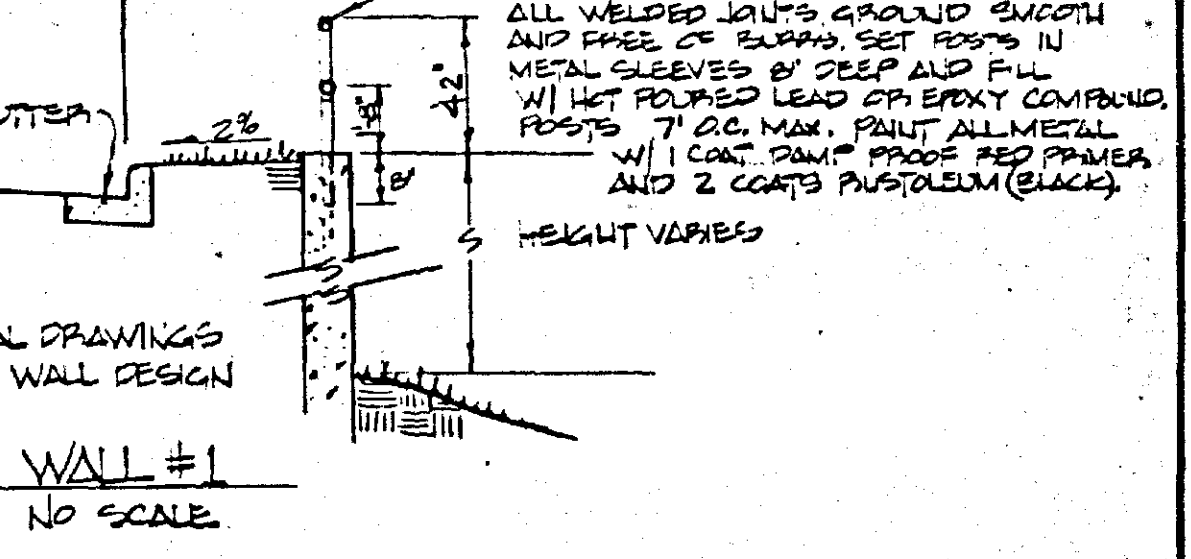 ALL WELDED JOINTS GROUND SMOOTH
AND FREE OF BURRS. SET POSTS IN
METAL SLEEVES 8" DEEP AND FILL
W/ HOT POURED LEAD OR EPOXY COMPOUND.
POSTS 7' O.C. MAX. PAINT ALL METAL
W/ 1 COAT DAMP PROOF RED PRIMER
AND 2 COATS RUSTOLEUM (BLACK).
42"
UTTER
2%
8"
HEIGHT VARIES
AL DRAWINGS
WALL DESIGN
WALL #1
NO SCALE